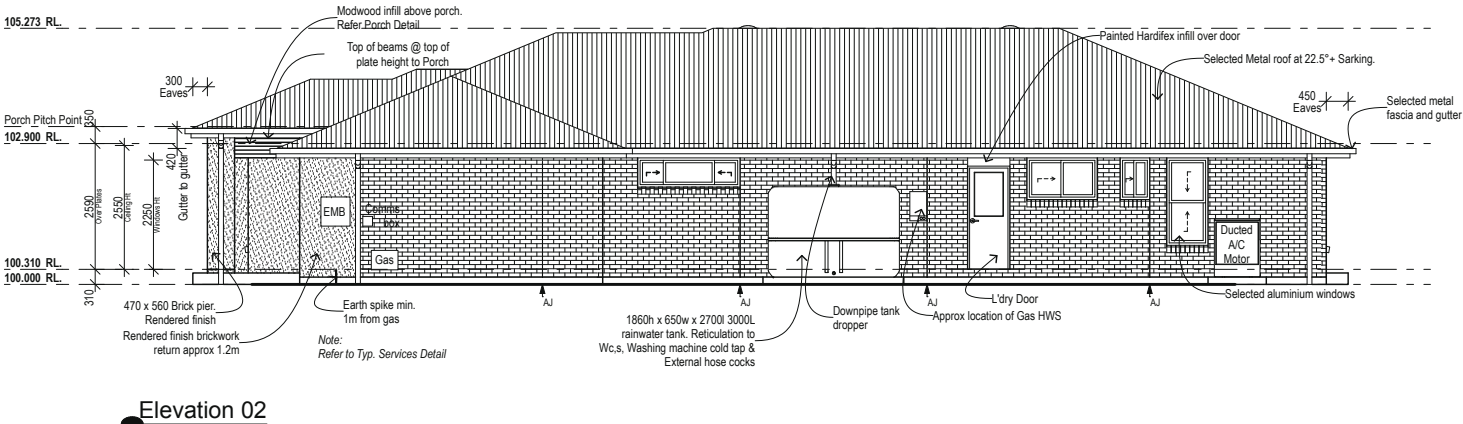 105.273 RL.
Modwood infill above porch.
Refer Porch Detail
Top of beams @ top of
plate height to Porch
300
Eaves
Painted Hardifex infill over door
Selected Metal roof at 22.5°+ Sarking.
450
Eaves
Selected metal
fascia and gutter
350
Porch Pitch Point
102.900 RL.
420
Gutter to gutter
2590
Over Plates
2550
Ceiling Ht
2250
Windows Ht
EMB
Comms
box
Gas
Ducted
A/C
Motor
100.310 RL.
100.000 RL.
310
AJ
AJ
AJ
AJ
470 x 560 Brick pier.
Rendered finish
Rendered finish brickwork
return approx 1.2m
Earth spike min.
1m from gas
Note:
Refer to Typ. Services Detail
1860h x 650w x 2700l 3000L
rainwater tank. Reticulation to
Wc,s, Washing machine cold tap &
External hose cocks
Downpipe tank
dropper
Approx location of Gas HWS
L'dry Door
Selected aluminium windows
Elevation 02